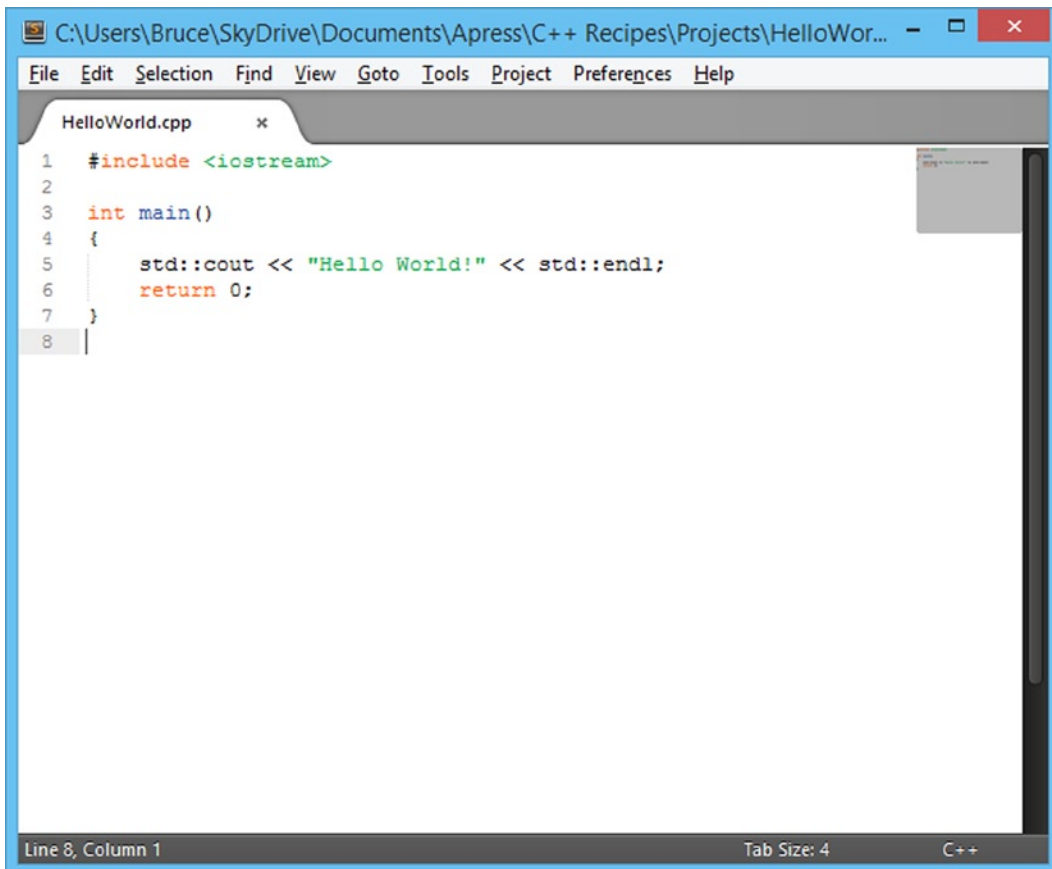 C:\Users\Bruce\SkyDrive\Documents\Apress\C++ Recipes\Projects\HelloWor...
File Edit Selection Find View Goto Tools Project Preferences Help
HelloWorld.cpp
1 #include <iostream>
2
3 int main()
4 {
5     std::cout << "Hello World!" << std::endl;
6     return 0;
7 }
8
Line 8, Column 1 Tab Size: 4 C++